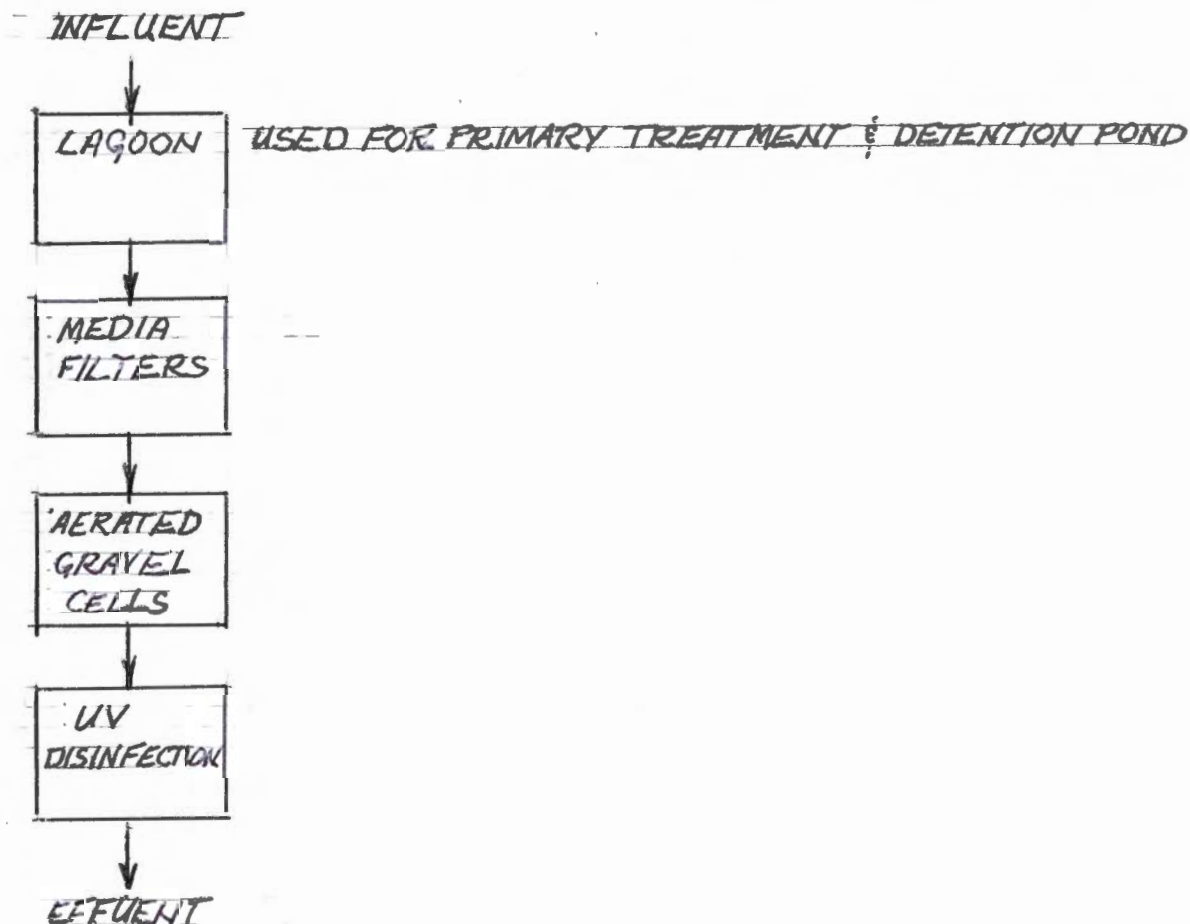 INFLUENT
LAGOON USED FOR PRIMARY TREATMENT & DETENTION POND
MEDIA
FILTERS
AERATED
GRAVEL
CELLS
UV
DISINFECTION
EFFUENT